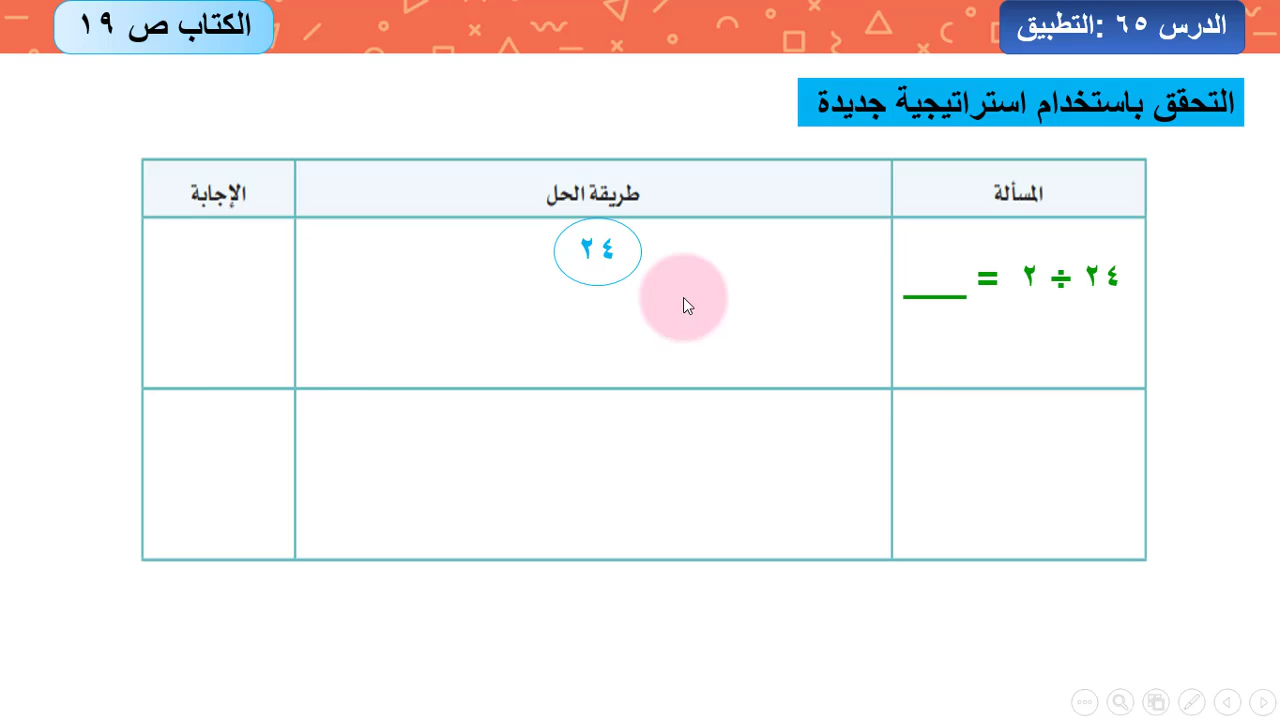 الدرس ٦٥ :التطبيق
الكتاب ص ١٩
التحقق باستخدام استراتيجية جديدة
المسألة
طريقة الحل
الإجابة
٢٤ ÷ ٢ = ____
٢٤